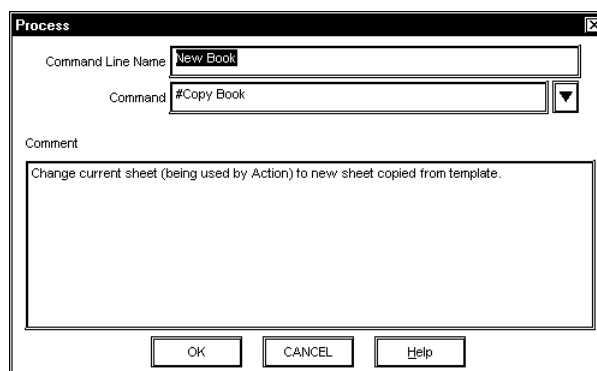 Process
Command Line Name New Book
Command #Copy Book
Comment
Change current sheet (being used by Action) to new sheet copied from template.
OK CANCEL Help